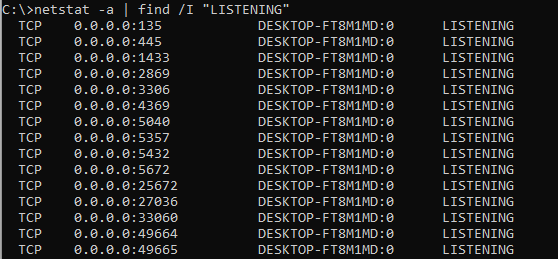 C:\>netstat -a | find /I "LISTENING"
TCP 0.0.0.0:135 DESKTOP-FT8M1MD:0 LISTENING
TCP 0.0.0.0:445 DESKTOP-FT8M1MD:0 LISTENING
TCP 0.0.0.0:1433 DESKTOP-FT8M1MD:0 LISTENING
TCP 0.0.0.0:2869 DESKTOP-FT8M1MD:0 LISTENING
TCP 0.0.0.0:3306 DESKTOP-FT8M1MD:0 LISTENING
TCP 0.0.0.0:4369 DESKTOP-FT8M1MD:0 LISTENING
TCP 0.0.0.0:5040 DESKTOP-FT8M1MD:0 LISTENING
TCP 0.0.0.0:5357 DESKTOP-FT8M1MD:0 LISTENING
TCP 0.0.0.0:5432 DESKTOP-FT8M1MD:0 LISTENING
TCP 0.0.0.0:5672 DESKTOP-FT8M1MD:0 LISTENING
TCP 0.0.0.0:25672 DESKTOP-FT8M1MD:0 LISTENING
TCP 0.0.0.0:27036 DESKTOP-FT8M1MD:0 LISTENING
TCP 0.0.0.0:33060 DESKTOP-FT8M1MD:0 LISTENING
TCP 0.0.0.0:49664 DESKTOP-FT8M1MD:0 LISTENING
TCP 0.0.0.0:49665 DESKTOP-FT8M1MD:0 LISTENING